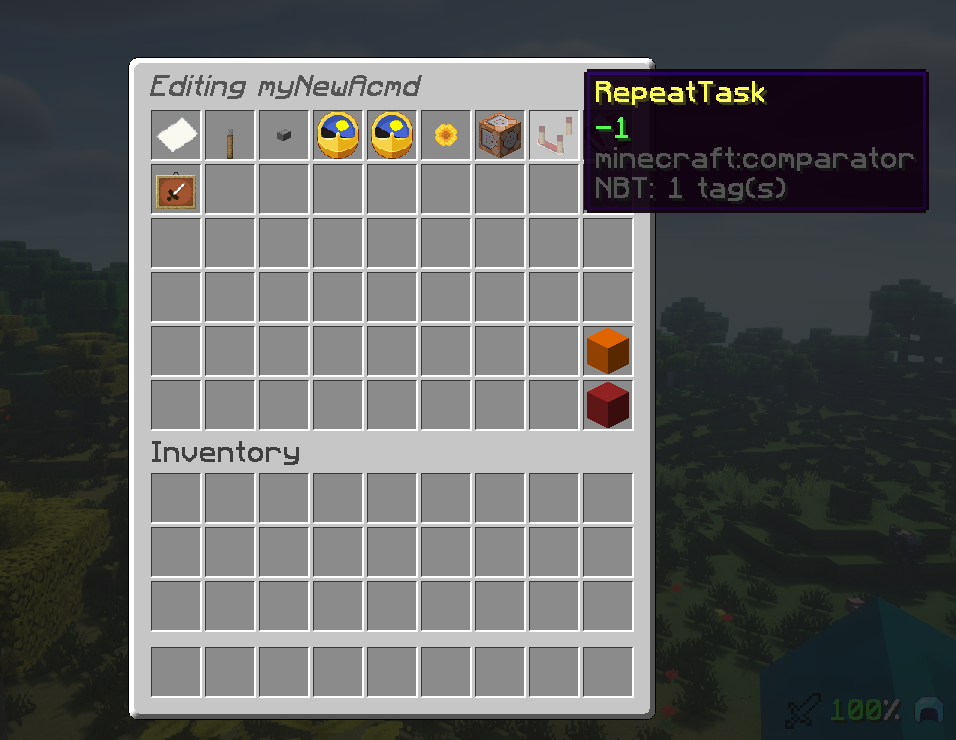 Editing myNewAcmd
RepeatTask
-1
minecraft:comparator
NBT: 1 tag(s)
Inventory
100%